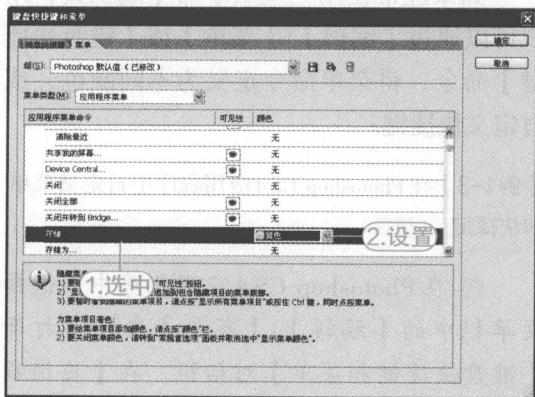 键盘快捷键和菜单
键盘快捷键 菜单
确定
组(S): Photoshop 默认值 (已修改)
取消
菜单类型(M): 应用程序菜单
应用程序菜单命令 可见性 颜色
清除最近 无
共享我的屏幕... 无
Device Central... 无
关闭 无
关闭全部 无
关闭并转到 Bridge... 无
存储 黄色
2.设置
存储为... 无
1.选中
隐藏菜
1) 要 "可见性"按钮。
2) "显 追加到包含隐藏项目的菜单底部。
3) 要暂时看到隐藏的菜单项目,请点按"显示所有菜单项目"或按住 Ctrl 键,同时点按菜单。
为菜单项目着色:
1) 要给菜单项目添加颜色,请点按"颜色"栏。
2) 要关闭菜单颜色,请转到"常规首选项"面板并取消选中"显示菜单颜色"。